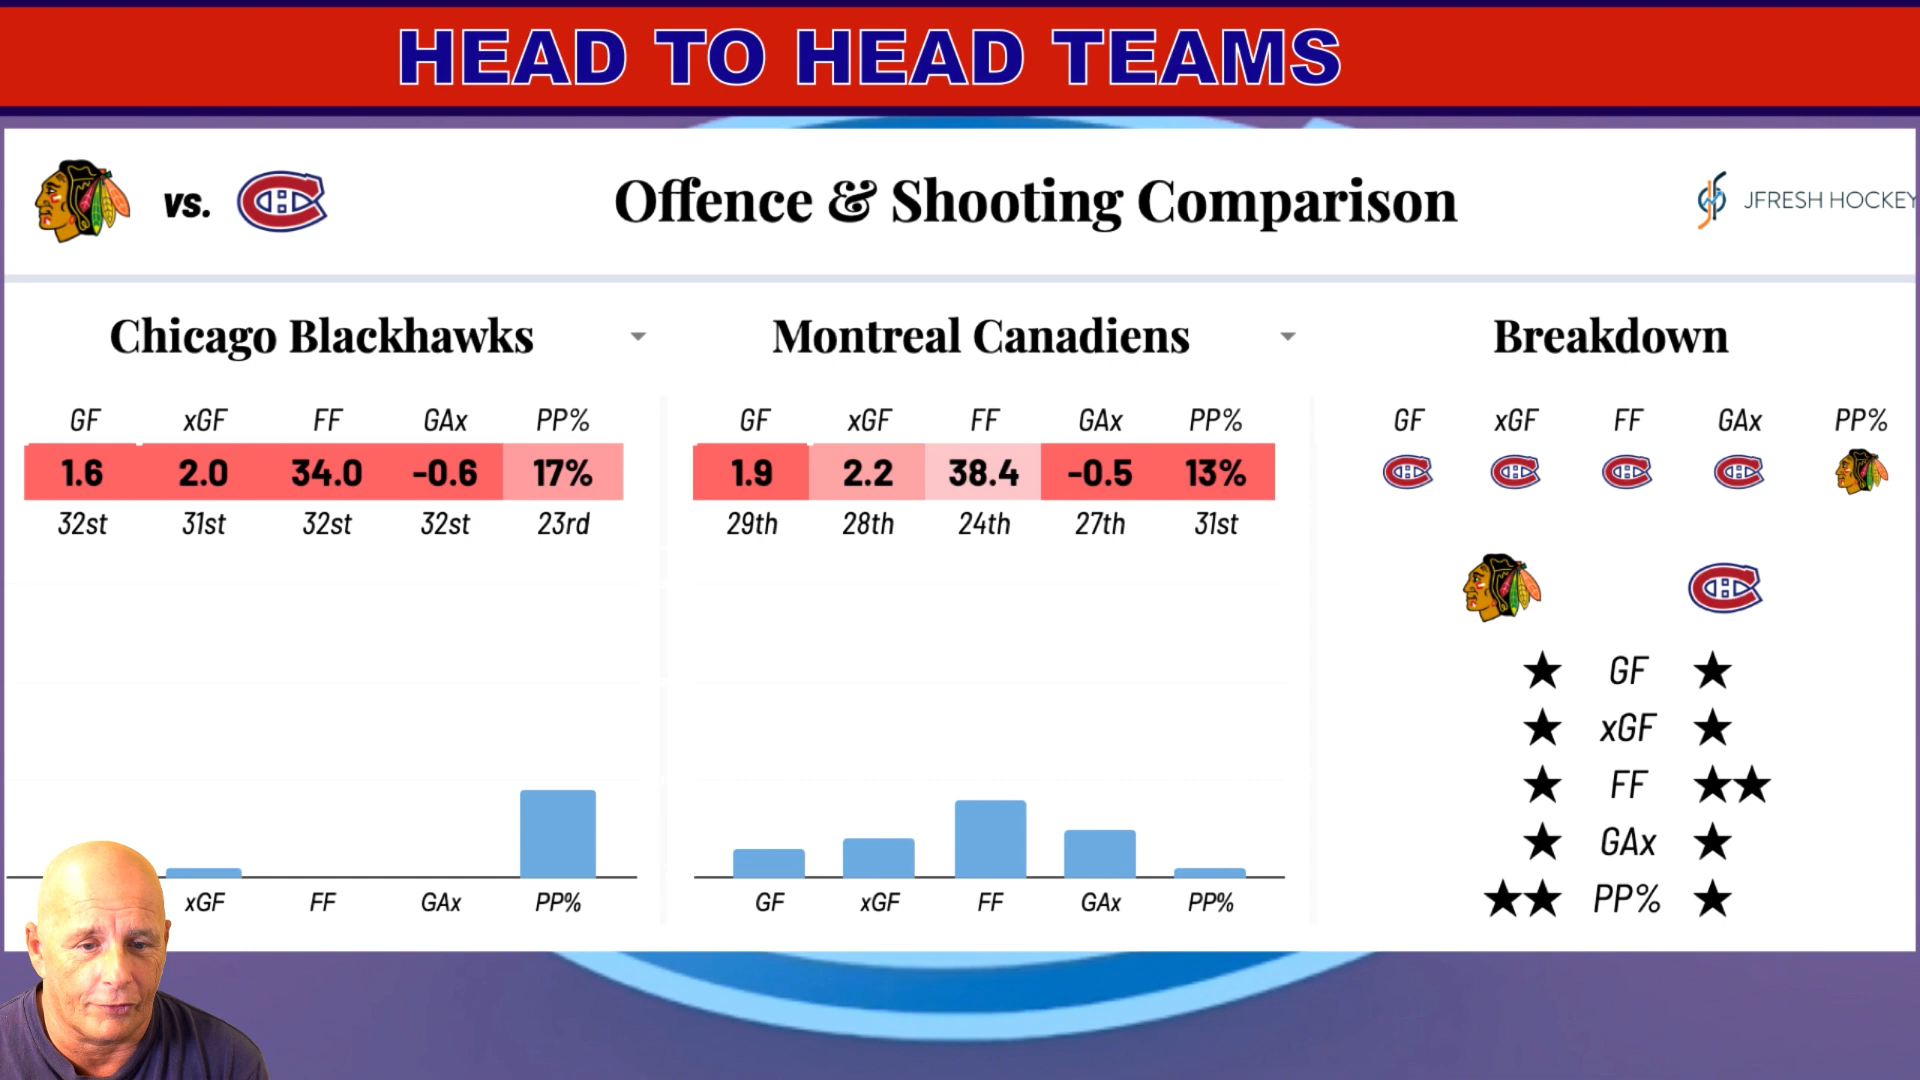 HEAD TO HEAD TEAMS
vs.
Offence & Shooting Comparison
JFRESH HOCKEY
Chicago Blackhawks
Montreal Canadiens
Breakdown
GF xGF FF GAx PP%
1.6 2.0 34.0 -0.6 17%
32st 31st 32st 32st 23rd
GF xGF FF GAx PP%
1.9 2.2 38.4 -0.5 13%
29th 28th 24th 27th 31st
GF xGF FF GAx PP%
xGF FF GAx PP%
GF xGF FF GAx PP%
★ GF ★
★ xGF ★
★ FF ★★
★ GAx ★
★★ PP% ★